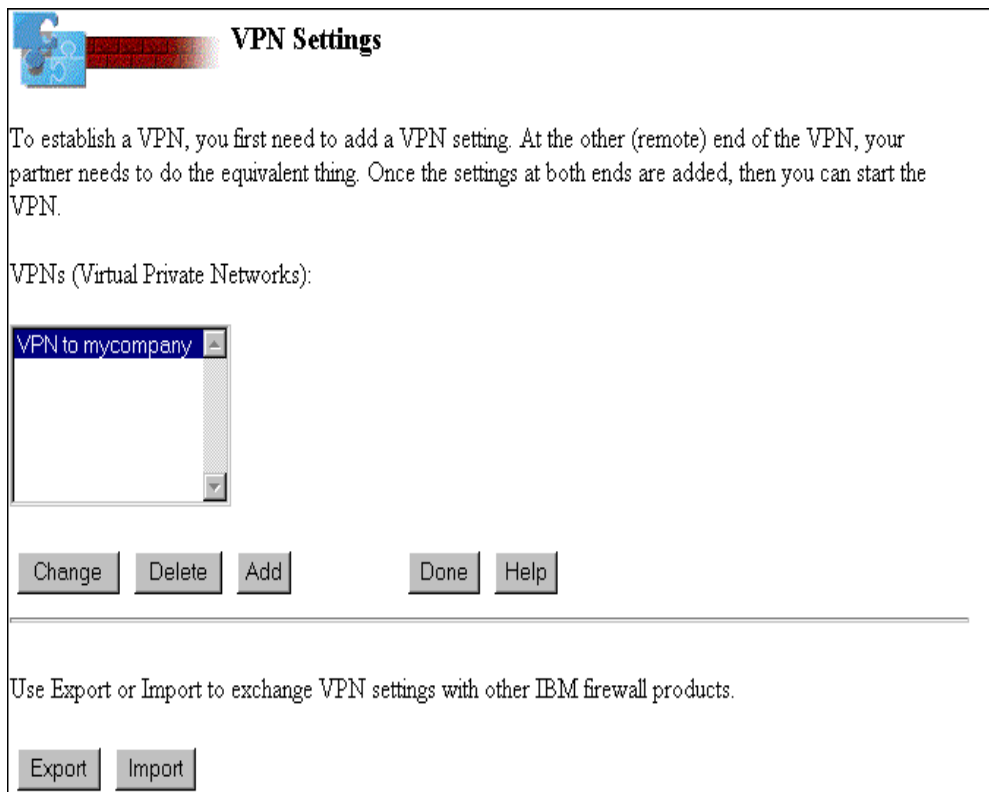 VPN Settings
To establish a VPN, you first need to add a VPN setting. At the other (remote) end of the VPN, your
partner needs to do the equivalent thing. Once the settings at both ends are added, then you can start the
VPN.
VPNs (Virtual Private Networks):
VPN to mycompany
Change Delete Add Done Help
Use Export or Import to exchange VPN settings with other IBM firewall products.
Export Import